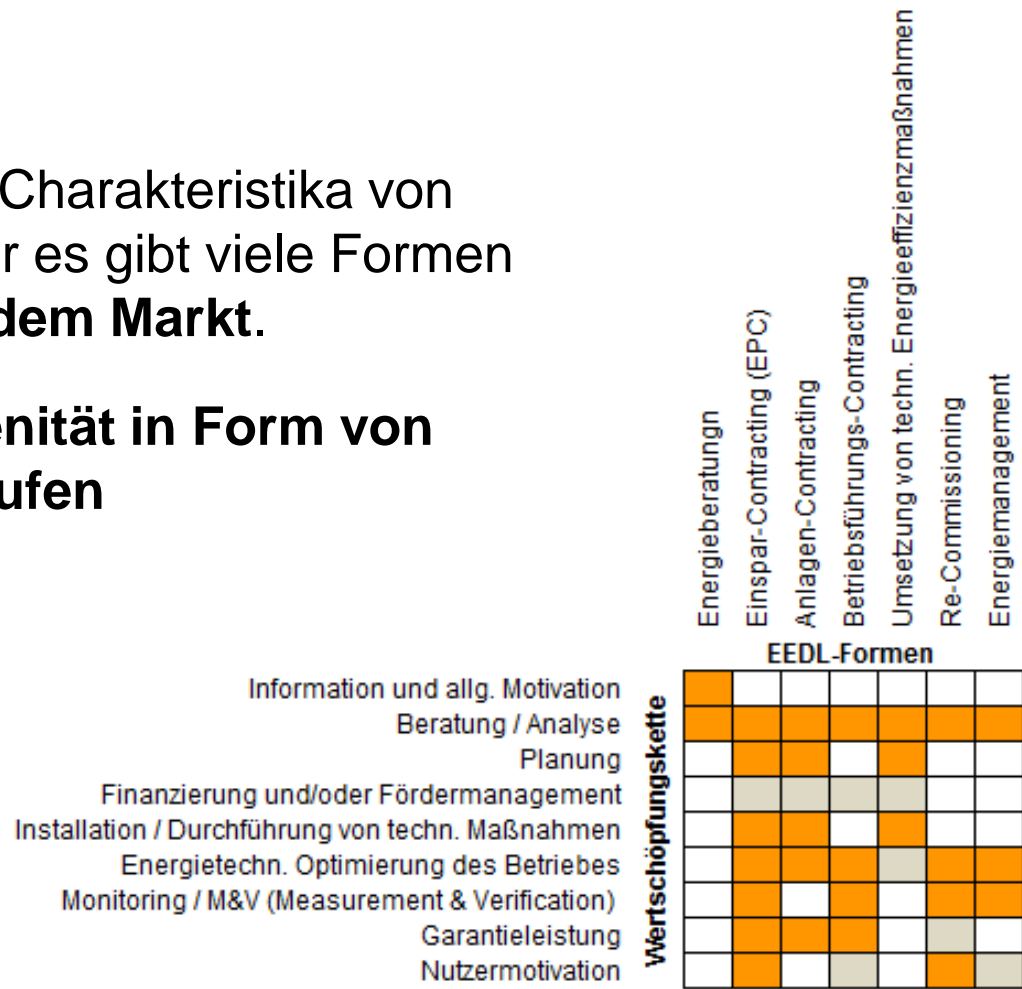 Charakteristika von
r es gibt viele Formen
dem Markt.
enität in Form von
ufen
Energieberatungn
Einspar-Contracting (EPC)
Anlagen-Contracting
Betriebsführungs-Contracting
Umsetzung von techn. Energieeffizienzmaßnahmen
Re-Commissioning
Energiemanagement
EEDL-Formen
Wertschöpfungskette
Information und allg. Motivation
Beratung / Analyse
Planung
Finanzierung und/oder Fördermanagement
Installation / Durchführung von techn. Maßnahmen
Energietechn. Optimierung des Betriebes
Monitoring / M&V (Measurement & Verification)
Garantieleistung
Nutzermotivation